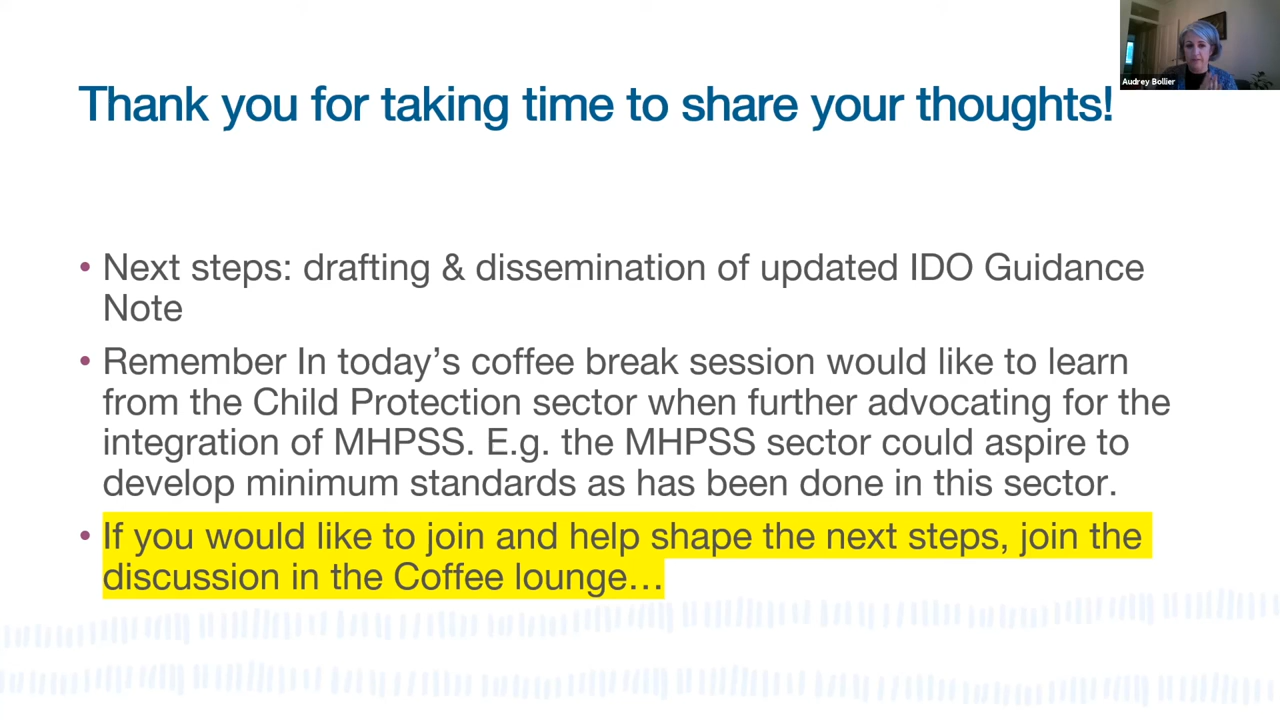 Audrey Bollier
Thank you for taking time to share your thoughts!
• Next steps: drafting & dissemination of updated IDO Guidance
Note
• Remember In today’s coffee break session would like to learn
from the Child Protection sector when further advocating for the
integration of MHPSS. E.g. the MHPSS sector could aspire to
develop minimum standards as has been done in this sector.
• If you would like to join and help shape the next steps, join the
discussion in the Coffee lounge…